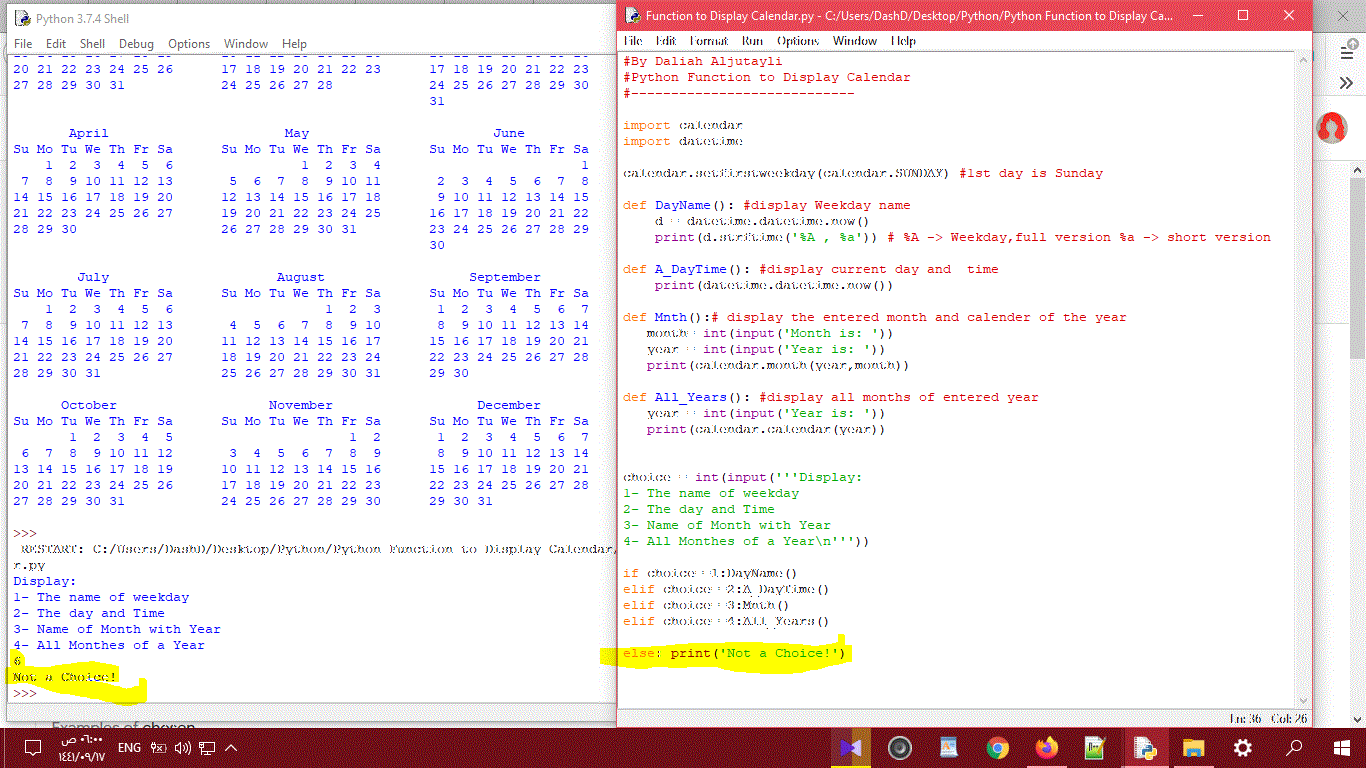 Python 3.7.4 Shell
File Edit Shell Debug Options Window Help
20 21 22 23 24 25 26 17 18 19 20 21 22 23 17 18 19 20 21 22 23
27 28 29 30 31 24 25 26 27 28 24 25 26 27 28 29 30
31
April May June
Su Mo Tu We Th Fr Sa Su Mo Tu We Th Fr Sa Su Mo Tu We Th Fr Sa
1 2 3 4 5 6 1 2 3 4 1
7 8 9 10 11 12 13 5 6 7 8 9 10 11 2 3 4 5 6 7 8
14 15 16 17 18 19 20 12 13 14 15 16 17 18 9 10 11 12 13 14 15
21 22 23 24 25 26 27 19 20 21 22 23 24 25 16 17 18 19 20 21 22
28 29 30 26 27 28 29 30 31 23 24 25 26 27 28 29
30
July August September
Su Mo Tu We Th Fr Sa Su Mo Tu We Th Fr Sa Su Mo Tu We Th Fr Sa
1 2 3 4 5 6 1 2 3 1 2 3 4 5 6 7
7 8 9 10 11 12 13 4 5 6 7 8 9 10 8 9 10 11 12 13 14
14 15 16 17 18 19 20 11 12 13 14 15 16 17 15 16 17 18 19 20 21
21 22 23 24 25 26 27 18 19 20 21 22 23 24 22 23 24 25 26 27 28
28 29 30 31 25 26 27 28 29 30 31 29 30
October November December
Su Mo Tu We Th Fr Sa Su Mo Tu We Th Fr Sa Su Mo Tu We Th Fr Sa
1 2 3 4 5 1 2 1 2 3 4 5 6 7
6 7 8 9 10 11 12 3 4 5 6 7 8 9 8 9 10 11 12 13 14
13 14 15 16 17 18 19 10 11 12 13 14 15 16 15 16 17 18 19 20 21
20 21 22 23 24 25 26 17 18 19 20 21 22 23 22 23 24 25 26 27 28
27 28 29 30 31 24 25 26 27 28 29 30 29 30 31
>>>
RESTART: C:/Users/DashD/Desktop/Python/Python Function to Display Calendar/
r.py
Display:
1- The name of weekday
2- The day and Time
3- Name of Month with Year
4- All Monthes of a Year
6
Not a Choice!
>>>
Function to Display Calendar.py - C:/Users/DashD/Desktop/Python/Python Function to Display Ca...
File Edit Format Run Options Window Help
#By Daliah Aljutayli
#Python Function to Display Calendar
#----------------------------
import calendar
import datetime
calendar.setfirstweekday(calendar.SUNDAY) #1st day is Sunday
def DayName(): #display Weekday name
d = datetime.datetime.now()
print(d.strftime('%A , %a')) # %A -> Weekday,full version %a -> short version
def A_DayTime(): #display current day and  time
print(datetime.datetime.now())
def Mnth():# display the entered month and calender of the year
month= int(input('Month is: '))
year = int(input('Year is: '))
print(calendar.month(year,month))
def All_Years(): #display all months of entered year
year = int(input('Year is: '))
print(calendar.calendar(year))
choice = int(input('''Display:
1- The name of weekday
2- The day and Time
3- Name of Month with Year
4- All Monthes of a Year\n'''))
if choice==1:DayName()
elif choice==2:A_DayTime()
elif choice==3:Mnth()
elif choice==4:All_Years()
else: print('Not a Choice!')
Ln: 36 Col: 26
Examples of chosen
ENG
٠٦:٠٠ ص
١٤٤١/٠٩/١٧